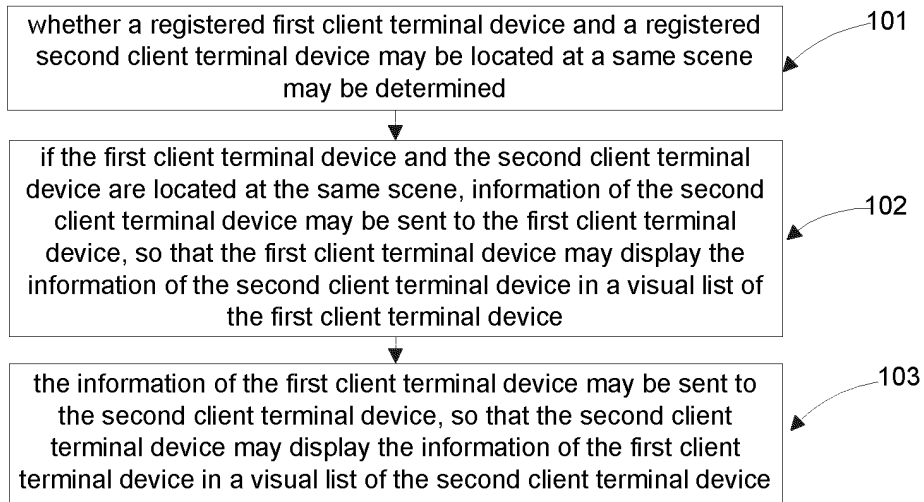 whether a registered first client terminal device and a registered
second client terminal device may be located at a same scene
may be determined
101
if the first client terminal device and the second client terminal
device are located at the same scene, information of the second
client terminal device may be sent to the first client terminal
device, so that the first client terminal device may display the
information of the second client terminal device in a visual list of
the first client terminal device
102
the information of the first client terminal device may be sent to
the second client terminal device, so that the second client
terminal device may display the information of the first client
terminal device in a visual list of the second client terminal device
103